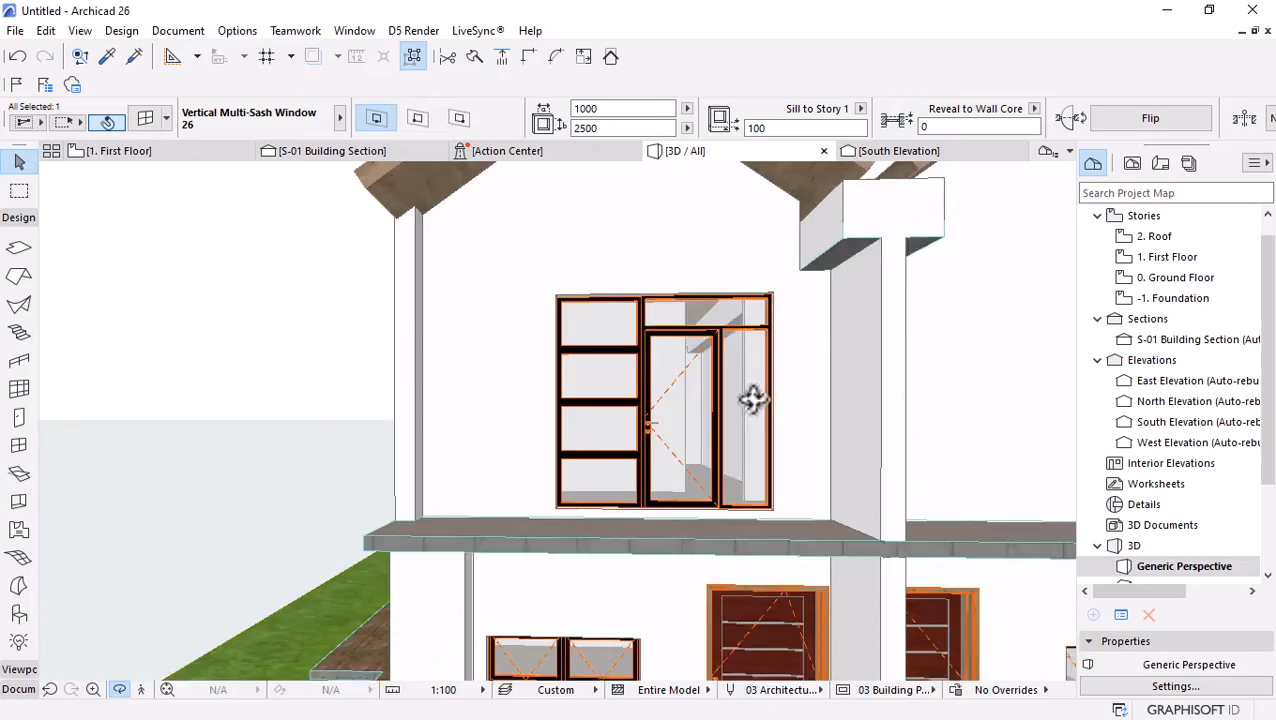 Untitled - Archicad 26
File Edit View Design Document Options Teamwork Window D5 Render LiveSync® Help
All Selected: 1
Vertical Multi-Sash Window 26
1000
2500
Sill to Story 1
100
Reveal to Wall Core
0
Flip
[1. First Floor]
[S-01 Building Section]
[Action Center]
[3D / All]
[South Elevation]
Search Project Map
Design
Stories
2. Roof
1. First Floor
0. Ground Floor
-1. Foundation
Sections
S-01 Building Section (Aut
Elevations
East Elevation (Auto-rebu
North Elevation (Auto-reb
South Elevation (Auto-reb
West Elevation (Auto-reb
Interior Elevations
Worksheets
Details
3D Documents
3D
Generic Perspective
Properties
Generic Perspective
Settings...
Viewpc
Docum
N/A
N/A
1:100
Custom
Entire Model
03 Architectu...
03 Building P...
No Overrides
GRAPHISOFT ID